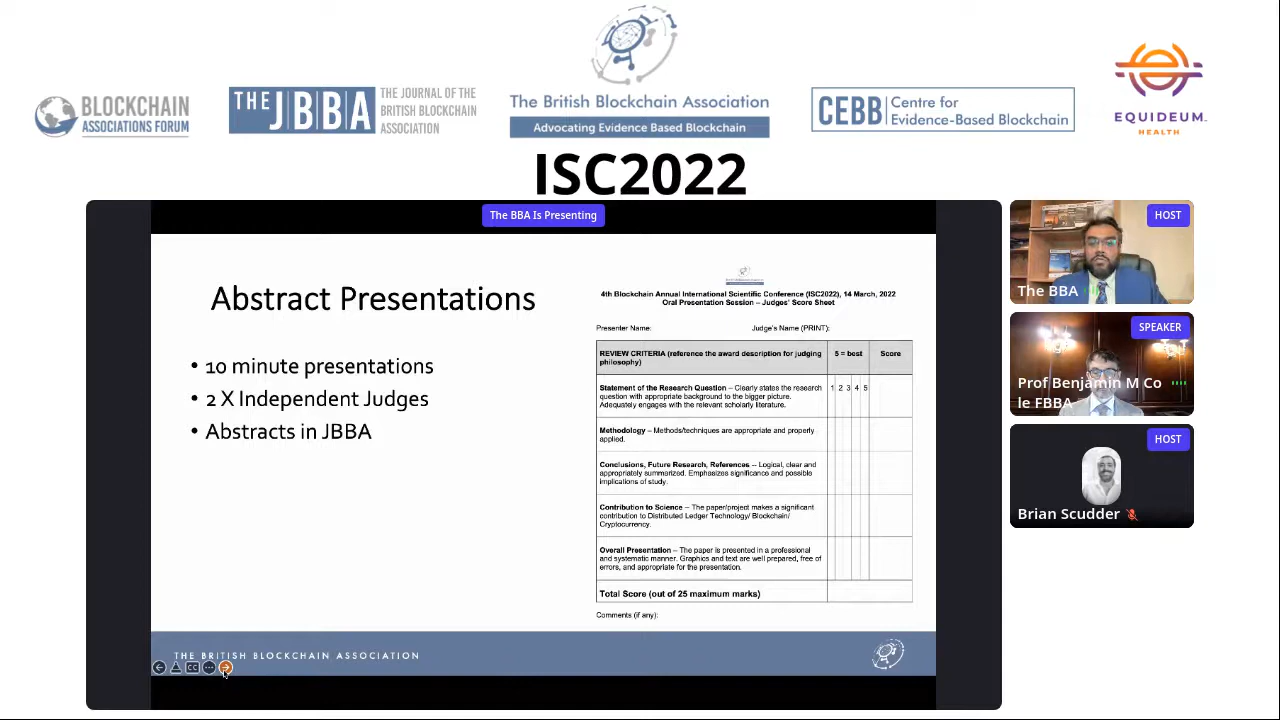 BLOCKCHAIN
ASSOCIATIONS FORUM
THE JBBA
THE JOURNAL OF THE
BRITISH BLOCKCHAIN
ASSOCIATION
The British Blockchain Association
Advocating Evidence Based Blockchain
CEBB
Centre for
Evidence-Based Blockchain
EQUIDEUM
HEALTH
ISC2022
The BBA Is Presenting
Abstract Presentations
• 10 minute presentations
• 2 X Independent Judges
• Abstracts in JBBA
4th Blockchain Annual International Scientific Conference (ISC2022), 14 March, 2022
Oral Presentation Session – Judges' Score Sheet
Presenter Name: Judge's Name (PRINT):
REVIEW CRITERIA (reference the award description for judging
philosophy)
5 = best
Score
Statement of the Research Question – Clearly states the research
question with appropriate background to the bigger picture.
Adequately engages with the relevant scholarly literature.
1 2 3 4 5
Methodology – Methods/techniques are appropriate and properly
applied.
Conclusions, Future Research, References – Logical, clear and
appropriately summarized. Emphasizes significance and possible
implications of study.
Contribution to Science – The paper/project makes a significant
contribution to Distributed Ledger Technology/ Blockchain/
Cryptocurrency.
Overall Presentation – The paper is presented in a professional
and systematic manner. Graphics and text are well prepared, free of
errors, and appropriate for the presentation.
Total Score (out of 25 maximum marks)
Comments (if any):
THE BRITISH BLOCKCHAIN ASSOCIATION
CC
HOST
The BBA
SPEAKER
Prof Benjamin M Co
le FBBA
HOST
Brian Scudder